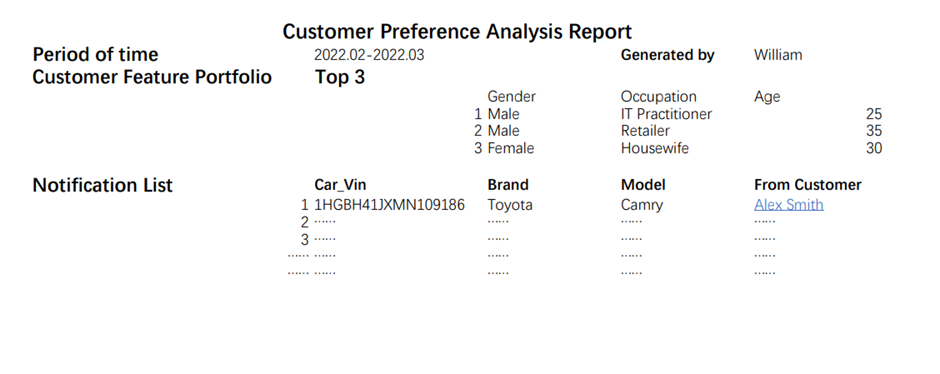 Customer Preference Analysis Report
Period of time 2022.02-2022.03 Generated by William
Customer Feature Portfolio Top 3
Gender Occupation Age
1 Male IT Practitioner 25
2 Male Retailer 35
3 Female Housewife 30
Notification List Car_Vin Brand Model From Customer
1 1HGBH41JXMN109186 Toyota Camry Alex Smith
2 ...... ...... ...... ......
3 ...... ...... ...... ......
...... ...... ...... ...... ......
...... ...... ...... ...... ......